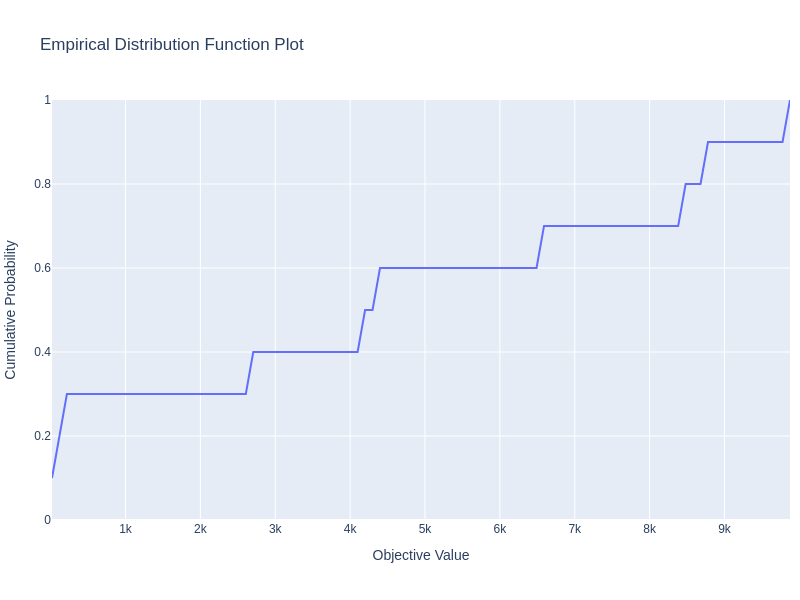 Empirical Distribution Function Plot
1
0.8
0.6
0.4
0.2
0
Cumulative Probability
1k
2k
3k
4k
5k
6k
7k
8k
9k
Objective Value